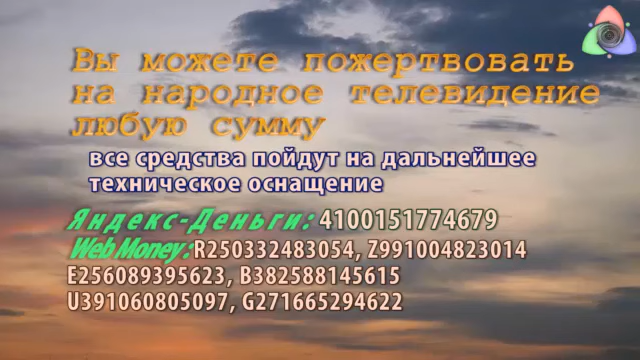 Вы можете пожертвовать
на народное телевидение
любую сумму
все средства пойдут на дальнейшее
техническое оснащение
Яндекс-Деньги: 4100151774679
Web Money: R250332483054, Z991004823014
E256089395623, B382588145615
U391060805097, G271665294622